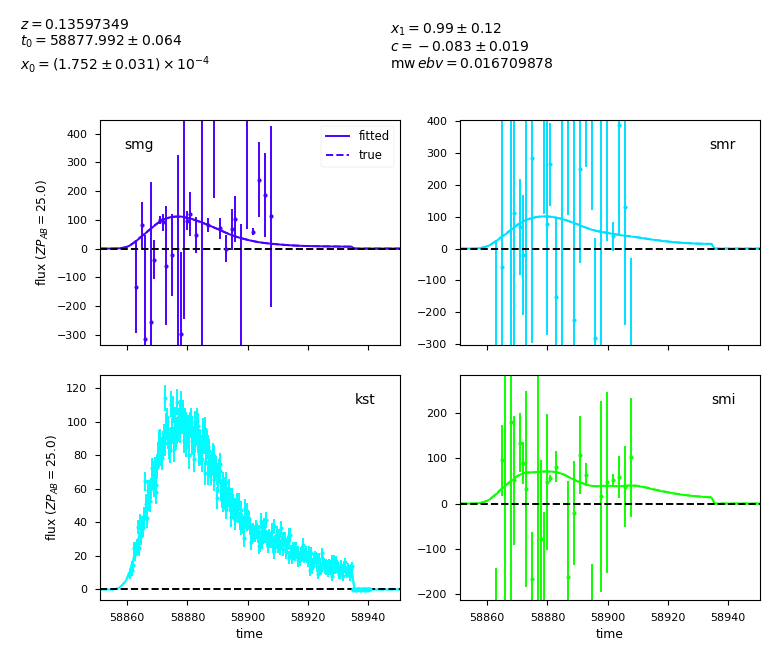 z = 0.13597349
t₀ = 58877.992 ± 0.064
x₀ = (1.752 ± 0.031) × 10⁻⁴
x₁ = 0.99 ± 0.12
c = −0.083 ± 0.019
mw ebv = 0.016709878
smg
fitted
true
400
300
200
100
0
−100
−200
−300
flux (ZP_AB = 25.0)
smr
400
300
200
100
0
−100
−200
−300
kst
120
100
80
60
40
20
0
flux (ZP_AB = 25.0)
58860 58880 58900 58920 58940
time
smi
200
100
0
−100
−200
58860 58880 58900 58920 58940
time